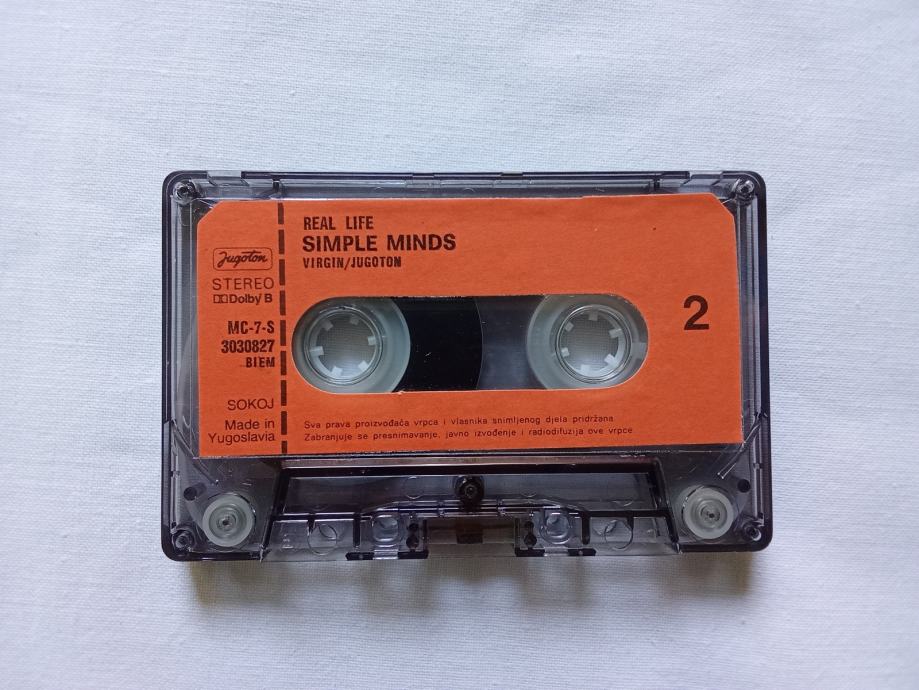 REAL LIFE
SIMPLE MINDS
VIRGIN/JUGOTON
Jugoton
STEREO
Dolby B
MC-7-S
3030827
BIEM
SOKOJ
Made in
Yugoslavia
2
Sva prava proizvođača vrpca i vlasnika snimljenog djela pridržana
Zabranjuje se presnimavanje, javno izvođenje i radiodifuzija ove vrpce